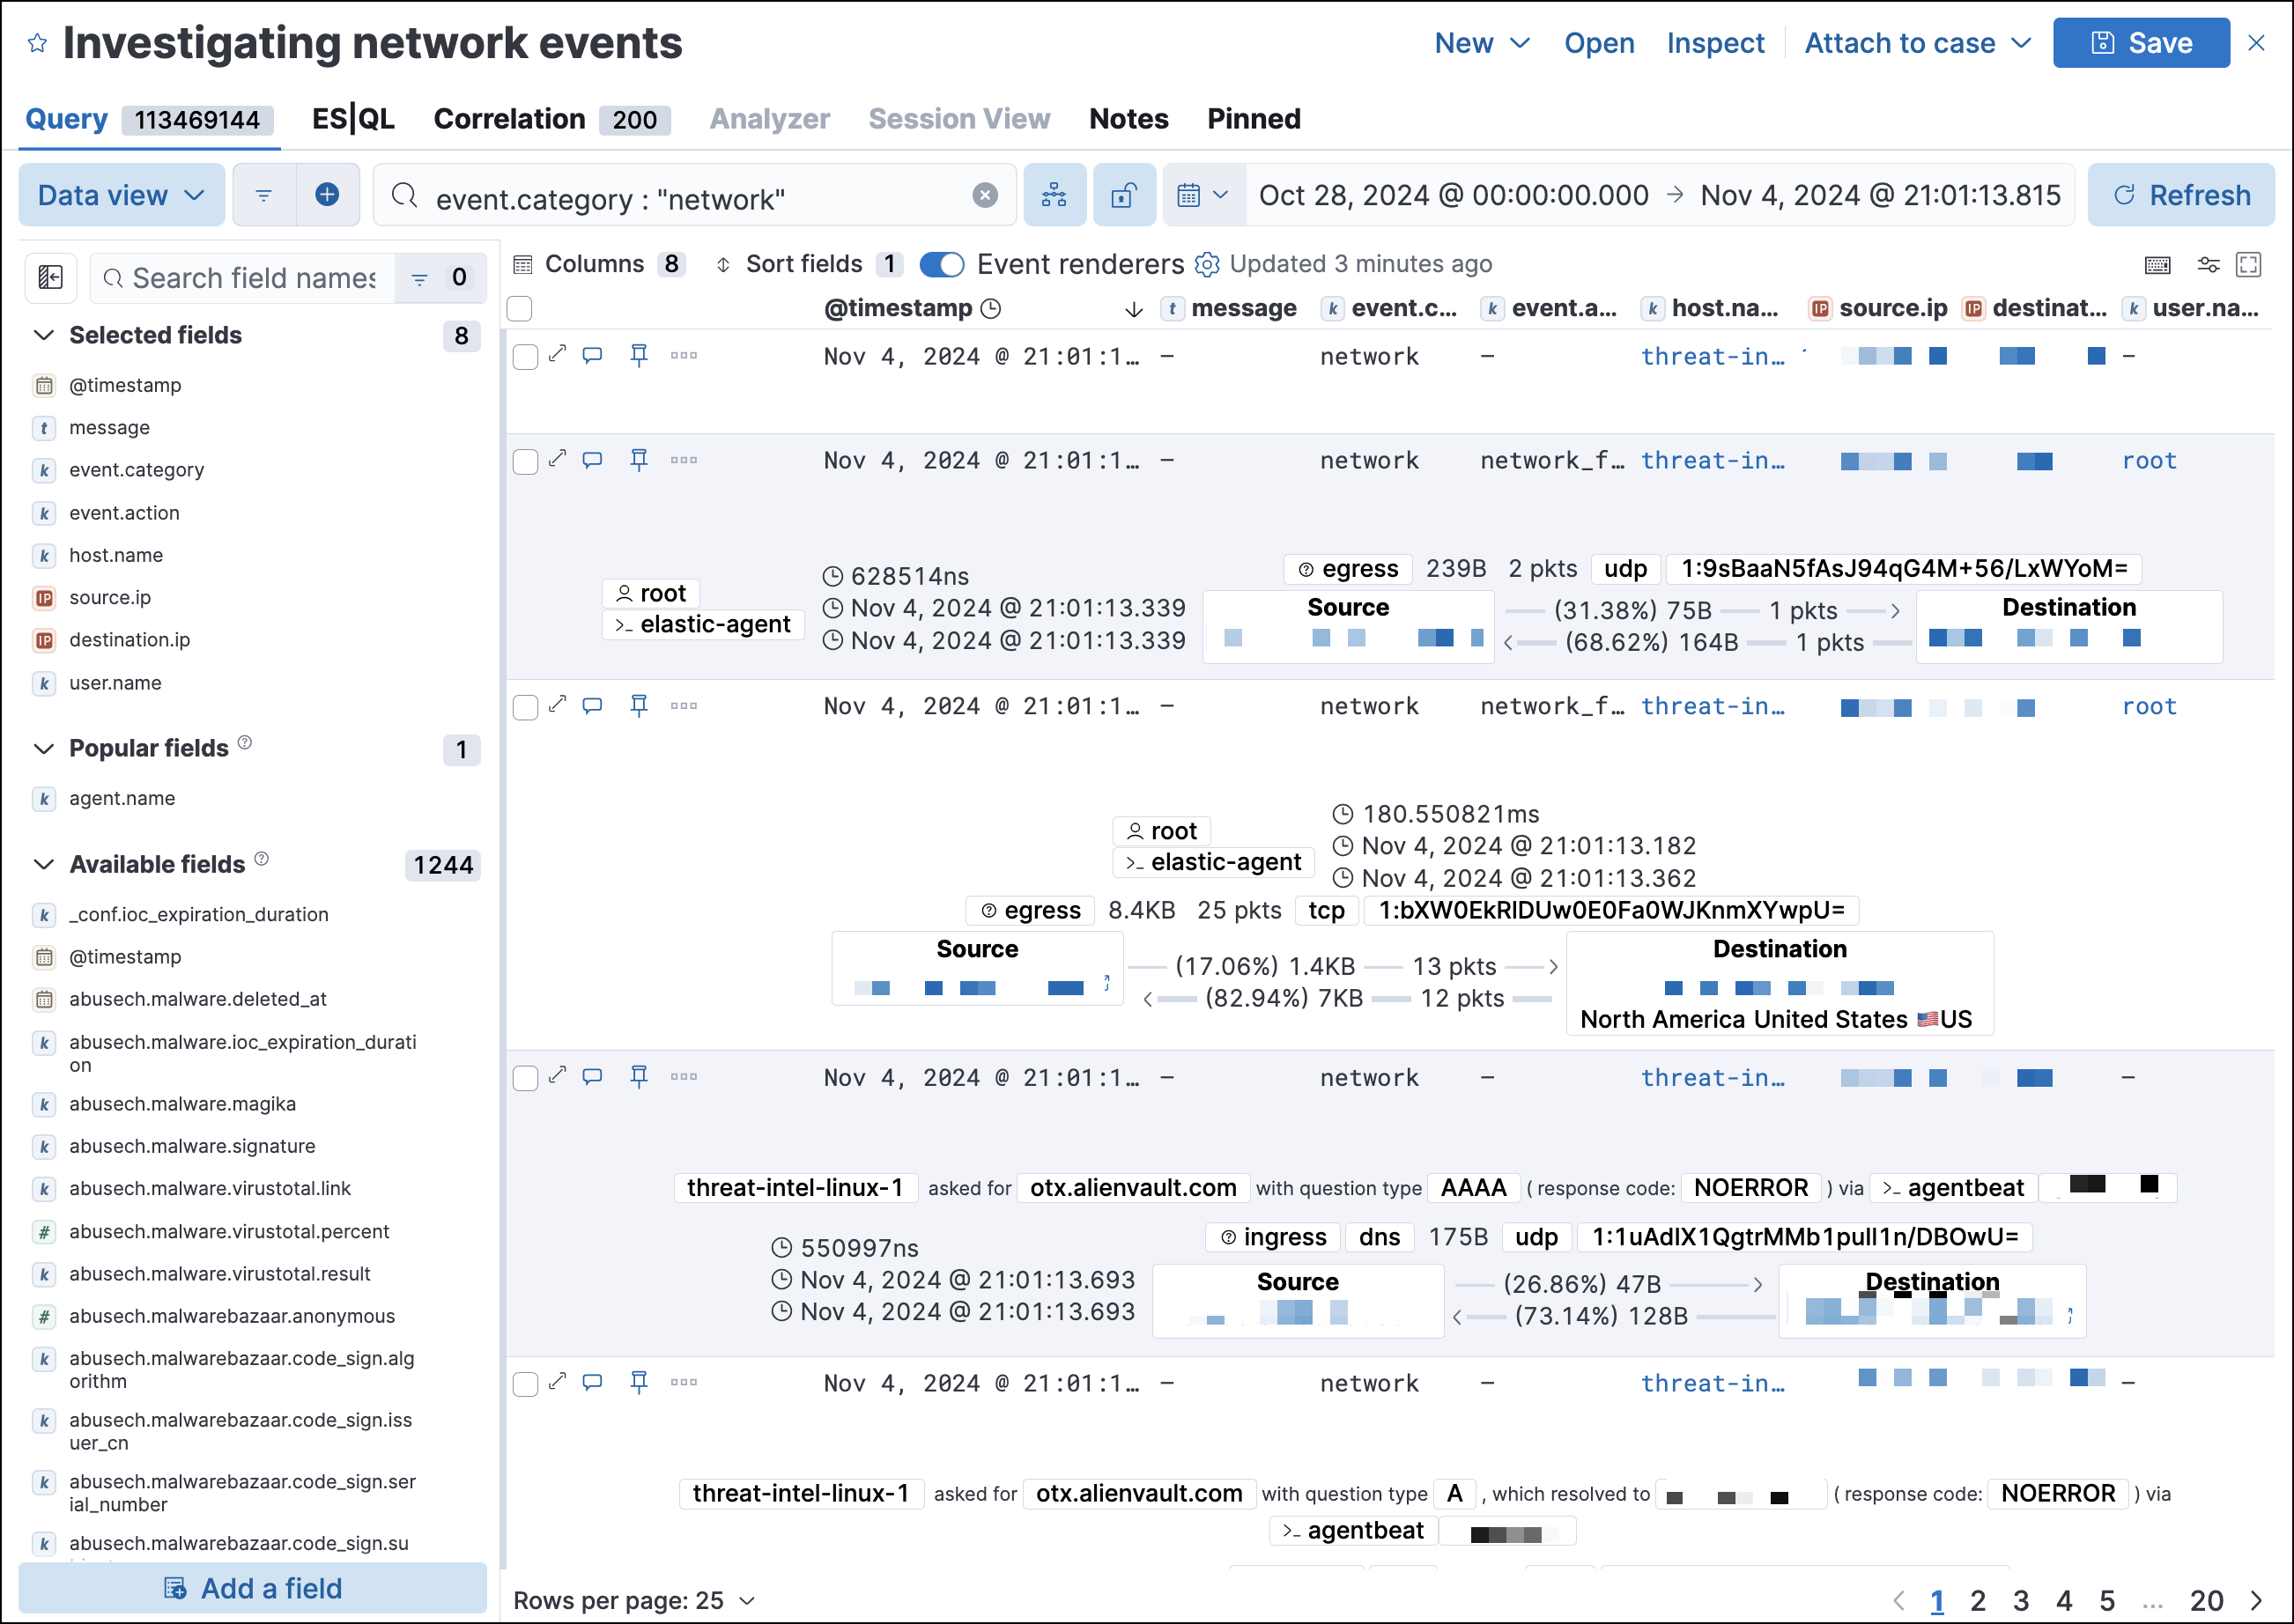 Investigating network events
New Open Inspect Attach to case Save
Query 113469144 ES|QL Correlation 200 Analyzer Session View Notes Pinned
Data view event.category : "network" Oct 28, 2024 @ 00:00:00.000 → Nov 4, 2024 @ 21:01:13.815 Refresh
Search field names 0
Selected fields 8
@timestamp
message
event.category
event.action
host.name
source.ip
destination.ip
user.name
Popular fields 1
agent.name
Available fields 1244
_conf.ioc_expiration_duration
@timestamp
abusech.malware.deleted_at
abusech.malware.ioc_expiration_durati
on
abusech.malware.magika
abusech.malware.signature
abusech.malware.virustotal.link
abusech.malware.virustotal.percent
abusech.malware.virustotal.result
abusech.malwarebazaar.anonymous
abusech.malwarebazaar.code_sign.alg
orithm
abusech.malwarebazaar.code_sign.iss
uer_cn
abusech.malwarebazaar.code_sign.ser
ial_number
abusech.malwarebazaar.code_sign.su
Add a field
Columns 8 Sort fields 1 Event renderers Updated 3 minutes ago
@timestamp message event.c... event.a... host.na... source.ip destinat... user.na...
Nov 4, 2024 @ 21:01:1... — network — threat-in... —
Nov 4, 2024 @ 21:01:1... — network network_f... threat-in... root
egress 239B 2 pkts udp 1:9sBaaN5fAsJ94qG4M+56/LxWYoM=
628514ns
root
Nov 4, 2024 @ 21:01:13.339
elastic-agent
Nov 4, 2024 @ 21:01:13.339
Source (31.38%) 75B 1 pkts Destination
(68.62%) 164B 1 pkts
Nov 4, 2024 @ 21:01:1... — network network_f... threat-in... root
180.550821ms
root
Nov 4, 2024 @ 21:01:13.182
elastic-agent
Nov 4, 2024 @ 21:01:13.362
egress 8.4KB 25 pkts tcp 1:bXW0EkRlDUw0E0Fa0WJKnmXYwpU=
Source (17.06%) 1.4KB 13 pkts Destination
(82.94%) 7KB 12 pkts
North America United States 🇺🇸US
Nov 4, 2024 @ 21:01:1... — network — threat-in... —
threat-intel-linux-1 asked for otx.alienvault.com with question type AAAA ( response code: NOERROR ) via agentbeat
ingress dns 175B udp 1:1uAdlX1QgtrMMb1pull1n/DBOwU=
550997ns
Nov 4, 2024 @ 21:01:13.693
Nov 4, 2024 @ 21:01:13.693
Source (26.86%) 47B Destination
(73.14%) 128B
Nov 4, 2024 @ 21:01:1... — network — threat-in... —
threat-intel-linux-1 asked for otx.alienvault.com with question type A , which resolved to ( response code: NOERROR ) via
agentbeat
Rows per page: 25 1 2 3 4 5 ... 20